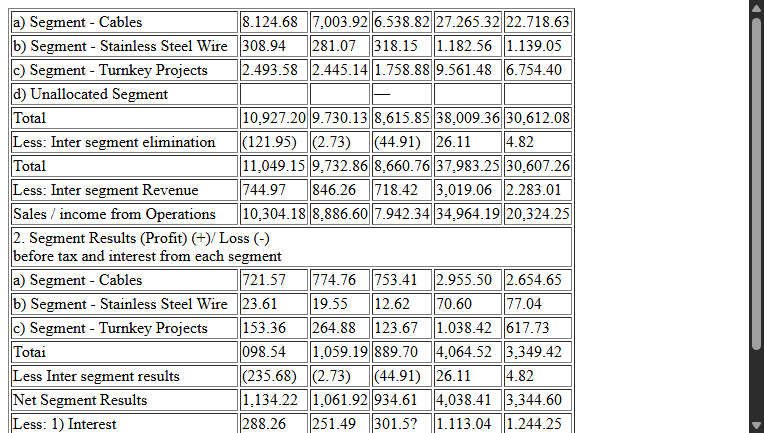 a) Segment - Cables 8.124.68 7,003.92 6.538.82 27.265.32 22.718.63
b) Segment - Stainless Steel Wire 308.94 281.07 318.15 1.182.56 1.139.05
c) Segment - Turnkey Projects 2.493.58 2.445.14 1.758.88 9.561.48 6.754.40
d) Unallocated Segment —
Total 10,927.20 9.730.13 8,615.85 38,009.36 30,612.08
Less: Inter segment elimination (121.95) (2.73) (44.91) 26.11 4.82
Total 11,049.15 9,732.86 8,660.76 37,983.25 30,607.26
Less: Inter segment Revenue 744.97 846.26 718.42 3,019.06 2.283.01
Sales / income from Operations 10,304.18 8,886.60 7.942.34 34,964.19 20,324.25
2. Segment Results (Profit) (+)/ Loss (-)
before tax and interest from each segment
a) Segment - Cables 721.57 774.76 753.41 2.955.50 2.654.65
b) Segment - Stainless Steel Wire 23.61 19.55 12.62 70.60 77.04
c) Segment - Turnkey Projects 153.36 264.88 123.67 1.038.42 617.73
Totai 098.54 1,059.19 889.70 4,064.52 3,349.42
Less Inter segment results (235.68) (2.73) (44.91) 26.11 4.82
Net Segment Results 1,134.22 1,061.92 934.61 4,038.41 3,344.60
Less: 1) Interest 288.26 251.49 301.5? 1.113.04 1.244.25